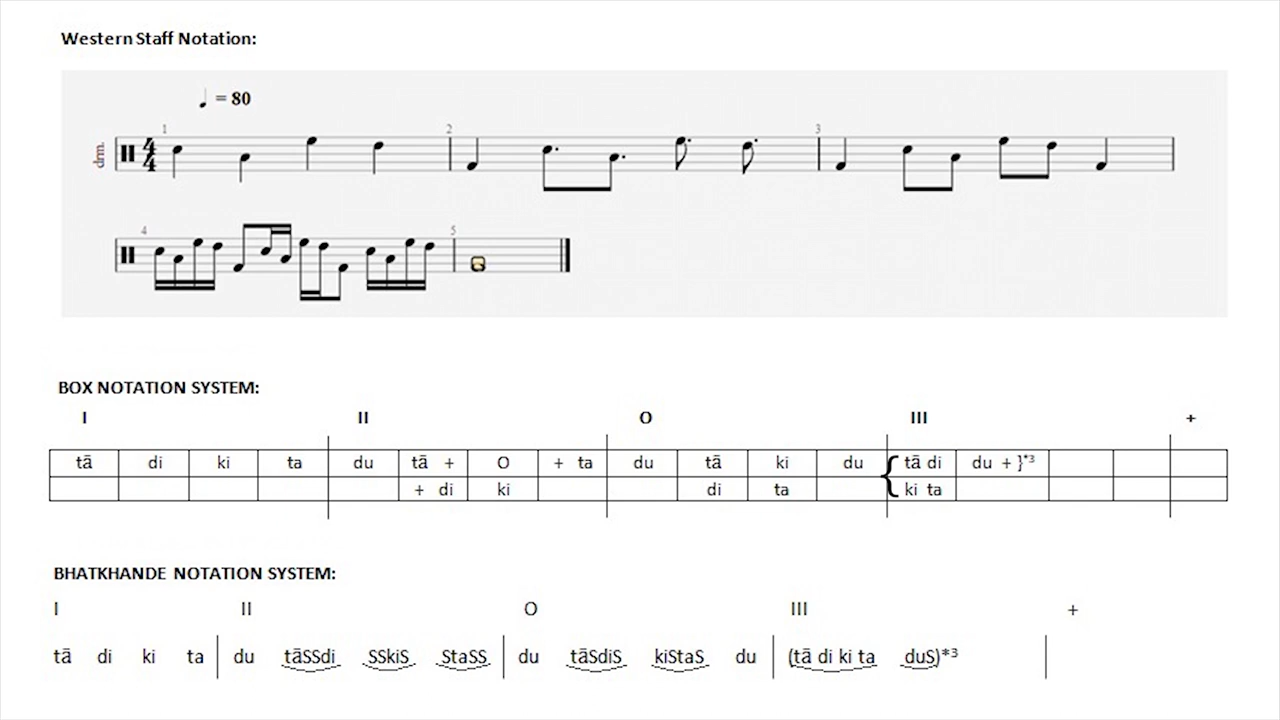 Western Staff Notation:
= 80
drm.
1 2 3
4
4
4 5
BOX NOTATION SYSTEM:
I II O III +
tā di ki ta du tā + O + ta du tā ki du { tā di du + }*3
+ di ki di ta ki ta
BHATKHANDE NOTATION SYSTEM:
I II O III +
tā di ki ta | du tāSSdi SSkiS StaSS | du tāSdiS kiStaS du | (tā di ki ta duS)*3 |